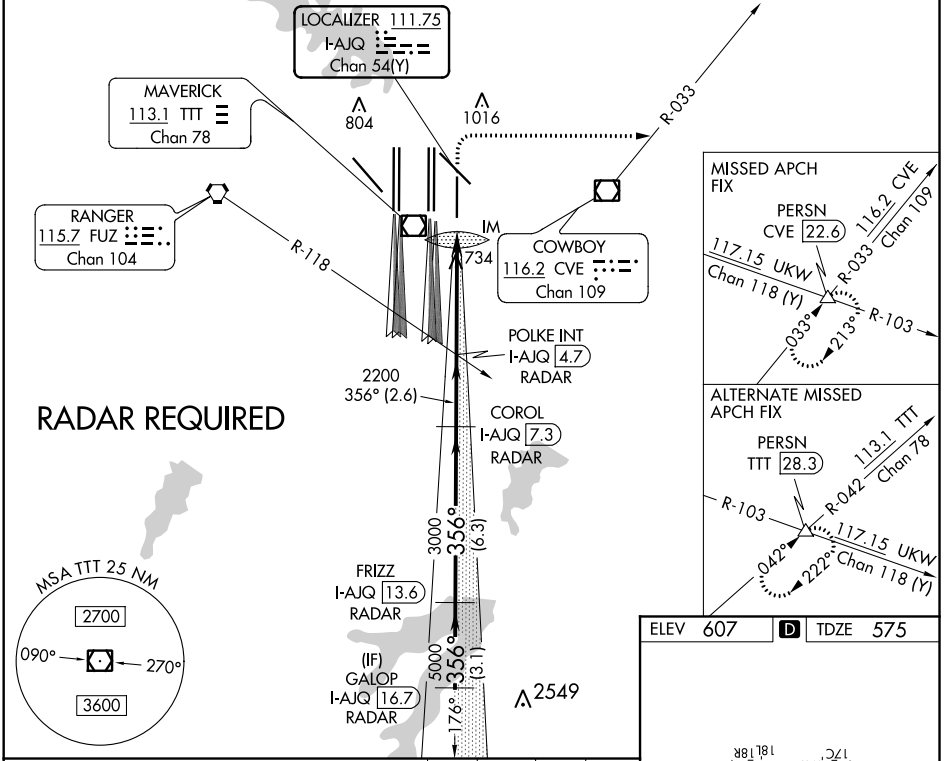 LOCALIZER 111.75
I-AJQ
Chan 54(Y)
MAVERICK
113.1 TTT
Chan 78
804
1016
R-033
RANGER
115.7 FUZ
Chan 104
R-118
IM
734
COWBOY
116.2 CVE
Chan 109
POLKE INT
I-AJQ 4.7
RADAR
2200
356° (2.6)
COROL
I-AJQ 7.3
RADAR
RADAR REQUIRED
3000
356°
(6.3)
FRIZZ
I-AJQ 13.6
RADAR
5000
356°
(3.1)
(IF)
GALOP
I-AJQ 16.7
RADAR
176°
2549
MSA TTT 25 NM
2700
090°
270°
3600
MISSED APCH
FIX
PERSN
CVE 22.6
116.2 CVE
Chan 109
R-033
117.15 UKW
Chan 118 (Y)
R-103
033°
213°
ALTERNATE MISSED
APCH FIX
PERSN
TTT 28.3
113.1 TTT
Chan 78
R-042
R-103
117.15 UKW
Chan 118 (Y)
042°
222°
ELEV 607 D TDZE 575
18R
18L
17C